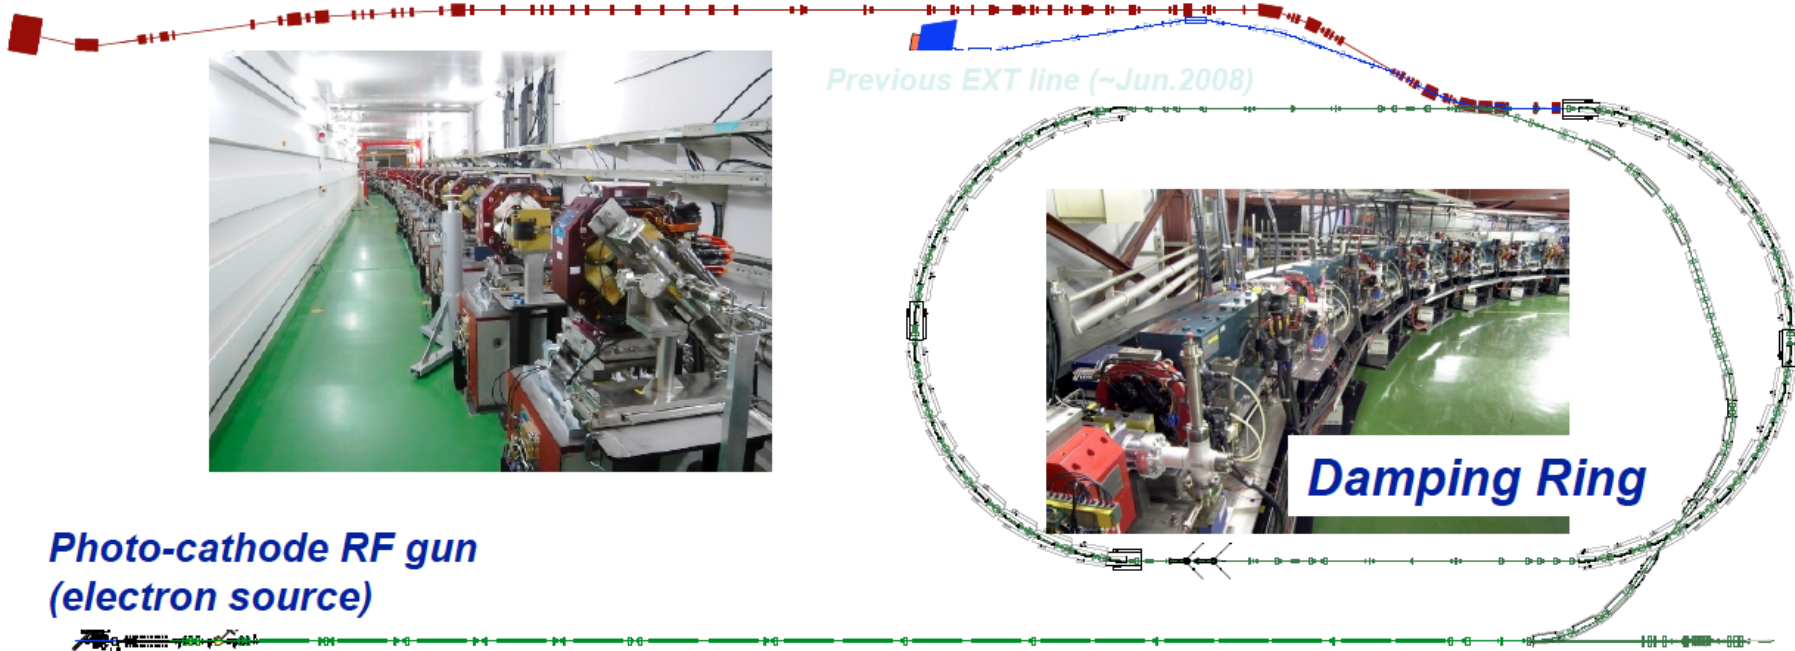 Previous EXT line (~Jun.2008)
Damping Ring
Photo-cathode RF gun
(electron source)